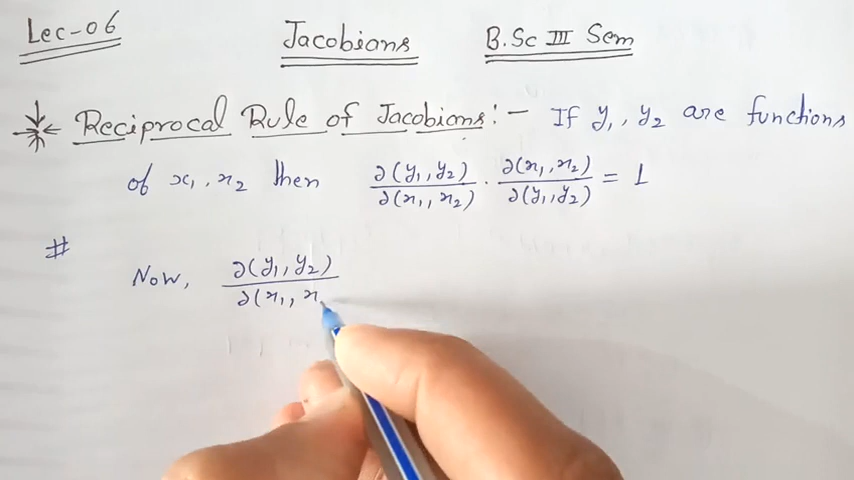 Lec-06 Jacobians B.Sc III Sem
Reciprocal Rule of Jacobians:- If y₁, y₂ are functions
of x₁, x₂ then ∂(y₁, y₂)/∂(x₁, x₂) · ∂(x₁, x₂)/∂(y₁, y₂) = 1
#
Now, ∂(y₁, y₂)/∂(x₁, x